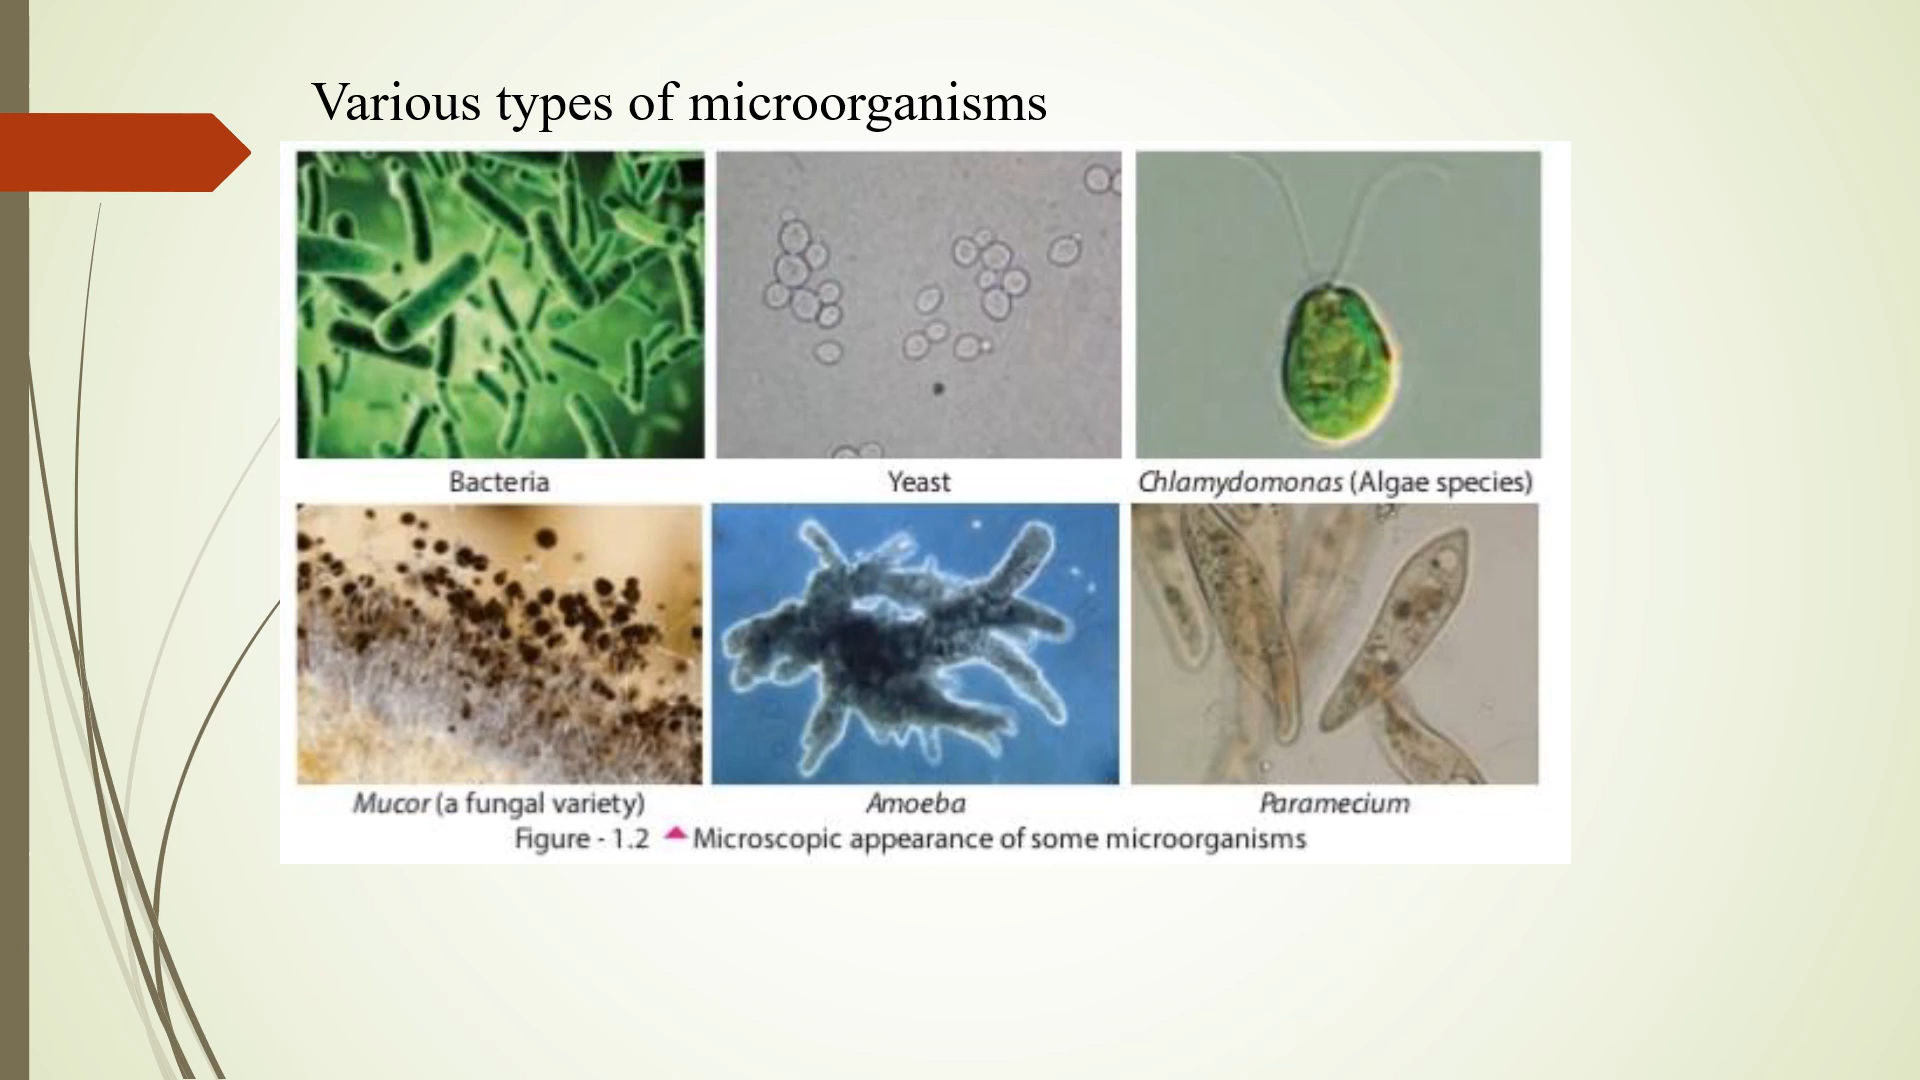 Various types of microorganisms
Bacteria
Yeast
Chlamydomonas (Algae species)
Mucor (a fungal variety)
Amoeba
Paramecium
Figure - 1.2 Microscopic appearance of some microorganisms